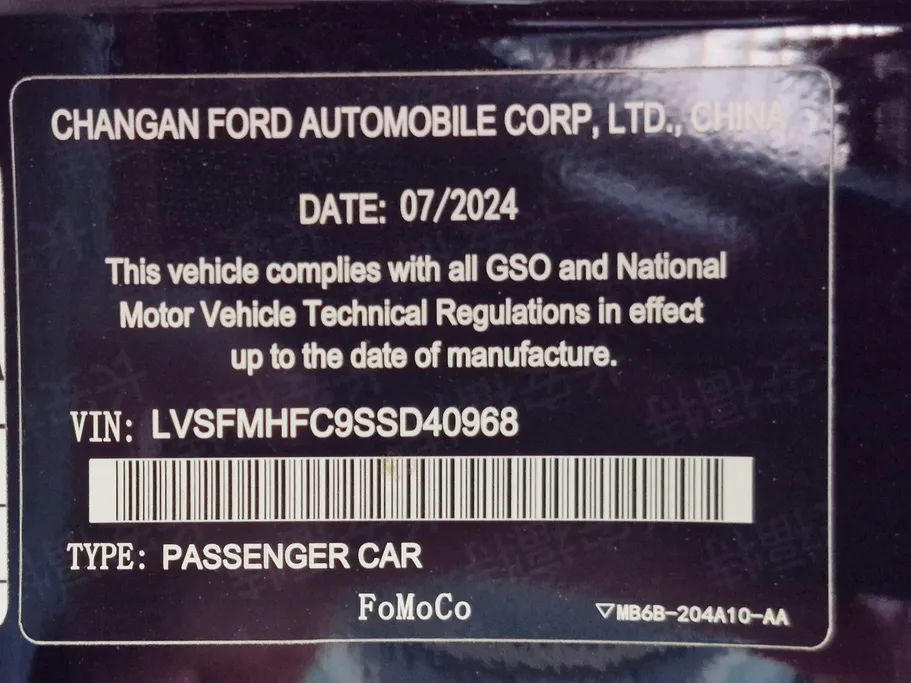 CHANGAN FORD AUTOMOBILE CORP, LTD., CHINA
DATE: 07/2024
This vehicle complies with all GSO and National
Motor Vehicle Technical Regulations in effect
up to the date of manufacture.
VIN: LVSFMHFC9SSD40968
TYPE: PASSENGER CAR
FoMoCo
▽MB6B-204A10-AA